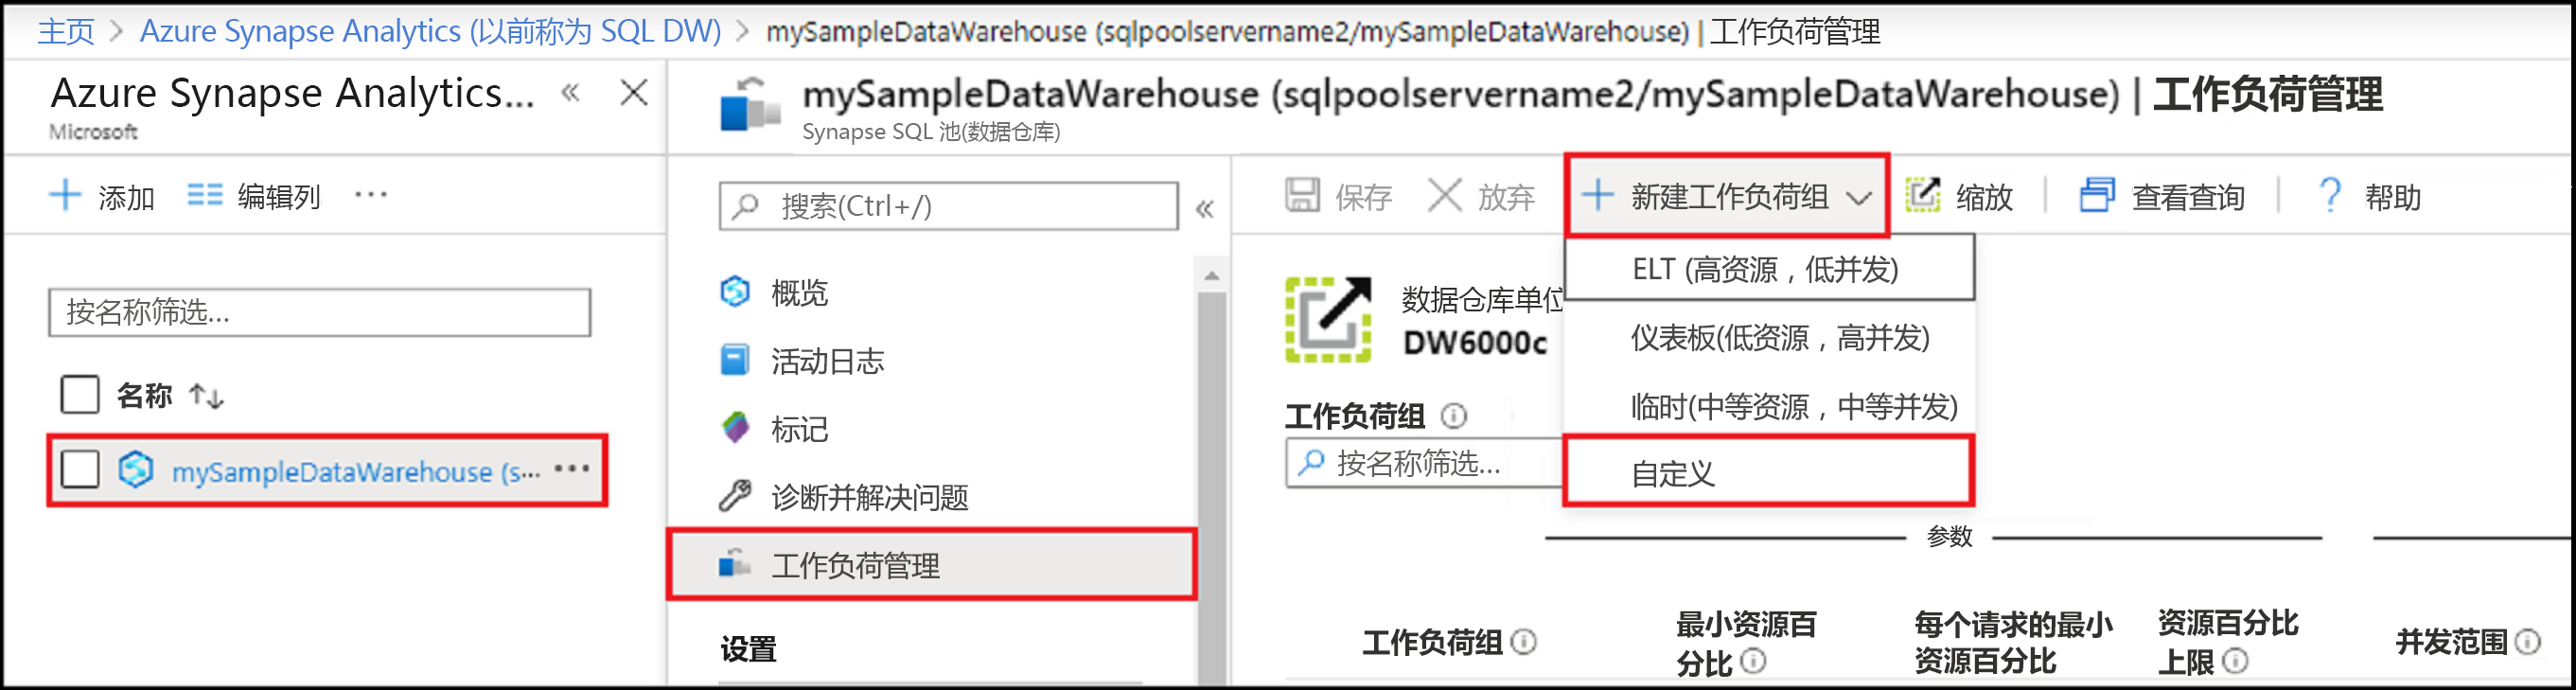 主页 > Azure Synapse Analytics (以前称为 SQL DW) > mySampleDataWarehouse (sqlpoolservername2/mySampleDataWarehouse) | 工作负荷管理
Azure Synapse Analytics...
Microsoft
添加 编辑列 ...
按名称筛选...
名称
mySampleDataWarehouse (s... ...
mySampleDataWarehouse (sqlpoolservername2/mySampleDataWarehouse) | 工作负荷管理
Synapse SQL 池(数据仓库)
搜索(Ctrl+/)
概览
活动日志
标记
诊断并解决问题
工作负荷管理
设置
保存 放弃 新建工作负荷组 缩放 查看查询 帮助
ELT (高资源，低并发)
仪表板(低资源，高并发)
临时(中等资源，中等并发)
自定义
数据仓库单位
DW6000c
工作负荷组
按名称筛选...
参数
工作负荷组
最小资源百
分比
每个请求的最小
资源百分比
资源百分比
上限
并发范围